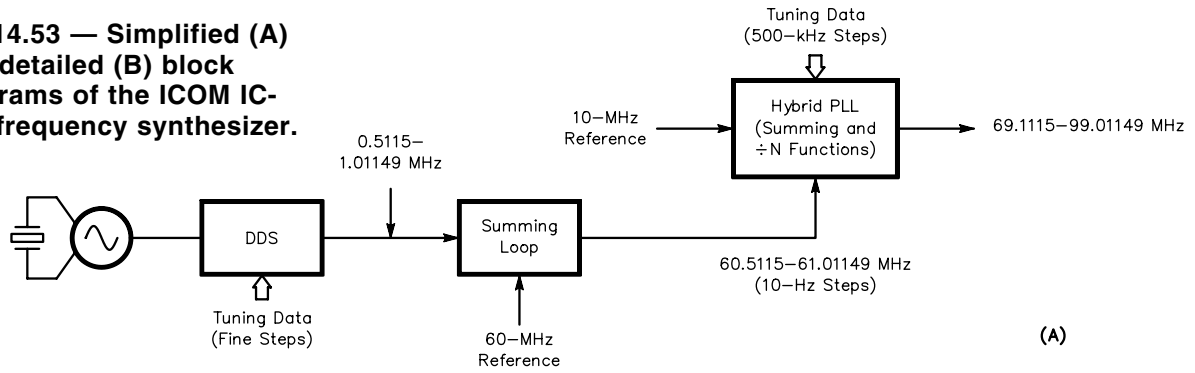 14.53 — Simplified (A)
detailed (B) block
rams of the ICOM IC-
frequency synthesizer.
Tuning Data
(500–kHz Steps)
10–MHz
Reference
Hybrid PLL
(Summing and
÷N Functions)
69.1115–99.01149 MHz
0.5115–
1.01149 MHz
DDS
Summing
Loop
Tuning Data
(Fine Steps)
60–MHz
Reference
60.5115–61.01149 MHz
(10–Hz Steps)
(A)